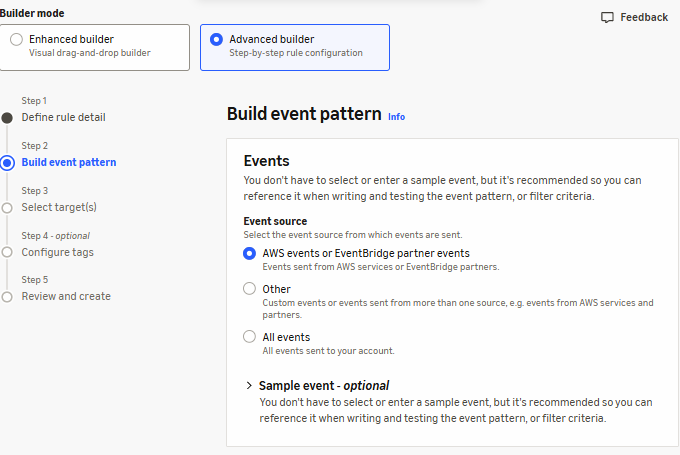 Builder mode
Feedback
Enhanced builder
Visual drag-and-drop builder
Advanced builder
Step-by-step rule configuration
Step 1
Define rule detail
Step 2
Build event pattern
Step 3
Select target(s)
Step 4 - optional
Configure tags
Step 5
Review and create
Build event pattern Info
Events
You don't have to select or enter a sample event, but it's recommended so you can
reference it when writing and testing the event pattern, or filter criteria.
Event source
Select the event source from which events are sent.
AWS events or EventBridge partner events
Events sent from AWS services or EventBridge partners.
Other
Custom events or events sent from more than one source, e.g. events from AWS services and
partners.
All events
All events sent to your account.
Sample event - optional
You don't have to select or enter a sample event, but it's recommended so you can
reference it when writing and testing the event pattern, or filter criteria.